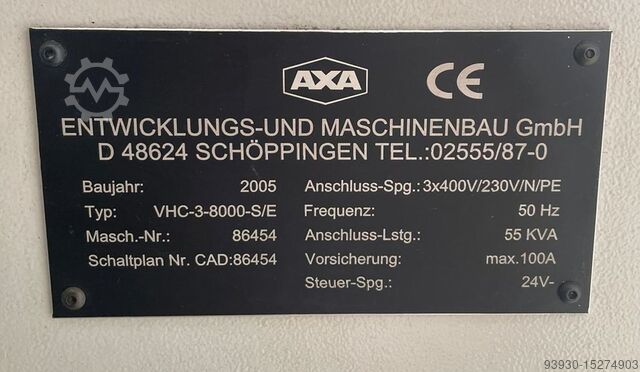 AXA CE
ENTWICKLUNGS-UND MASCHINENBAU GmbH
D 48624 SCHÖPPINGEN TEL.:02555/87-0
Baujahr: 2005 Anschluss-Spg.: 3x400V/230V/N/PE
Typ: VHC-3-8000-S/E Frequenz: 50 Hz
Masch.-Nr.: 86454 Anschluss-Lstg.: 55 KVA
Schaltplan Nr. CAD:86454 Vorsicherung: max.100A
Steuer-Spg.: 24V-
93930-15274903